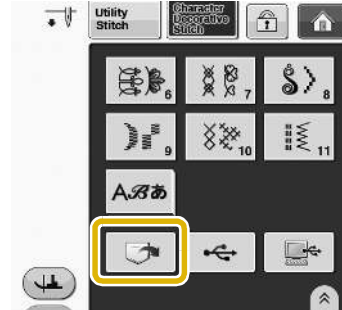 Utility
Stitch
Character
Decorative
Stitch
6
7
8
9
10
11
Aℬあ